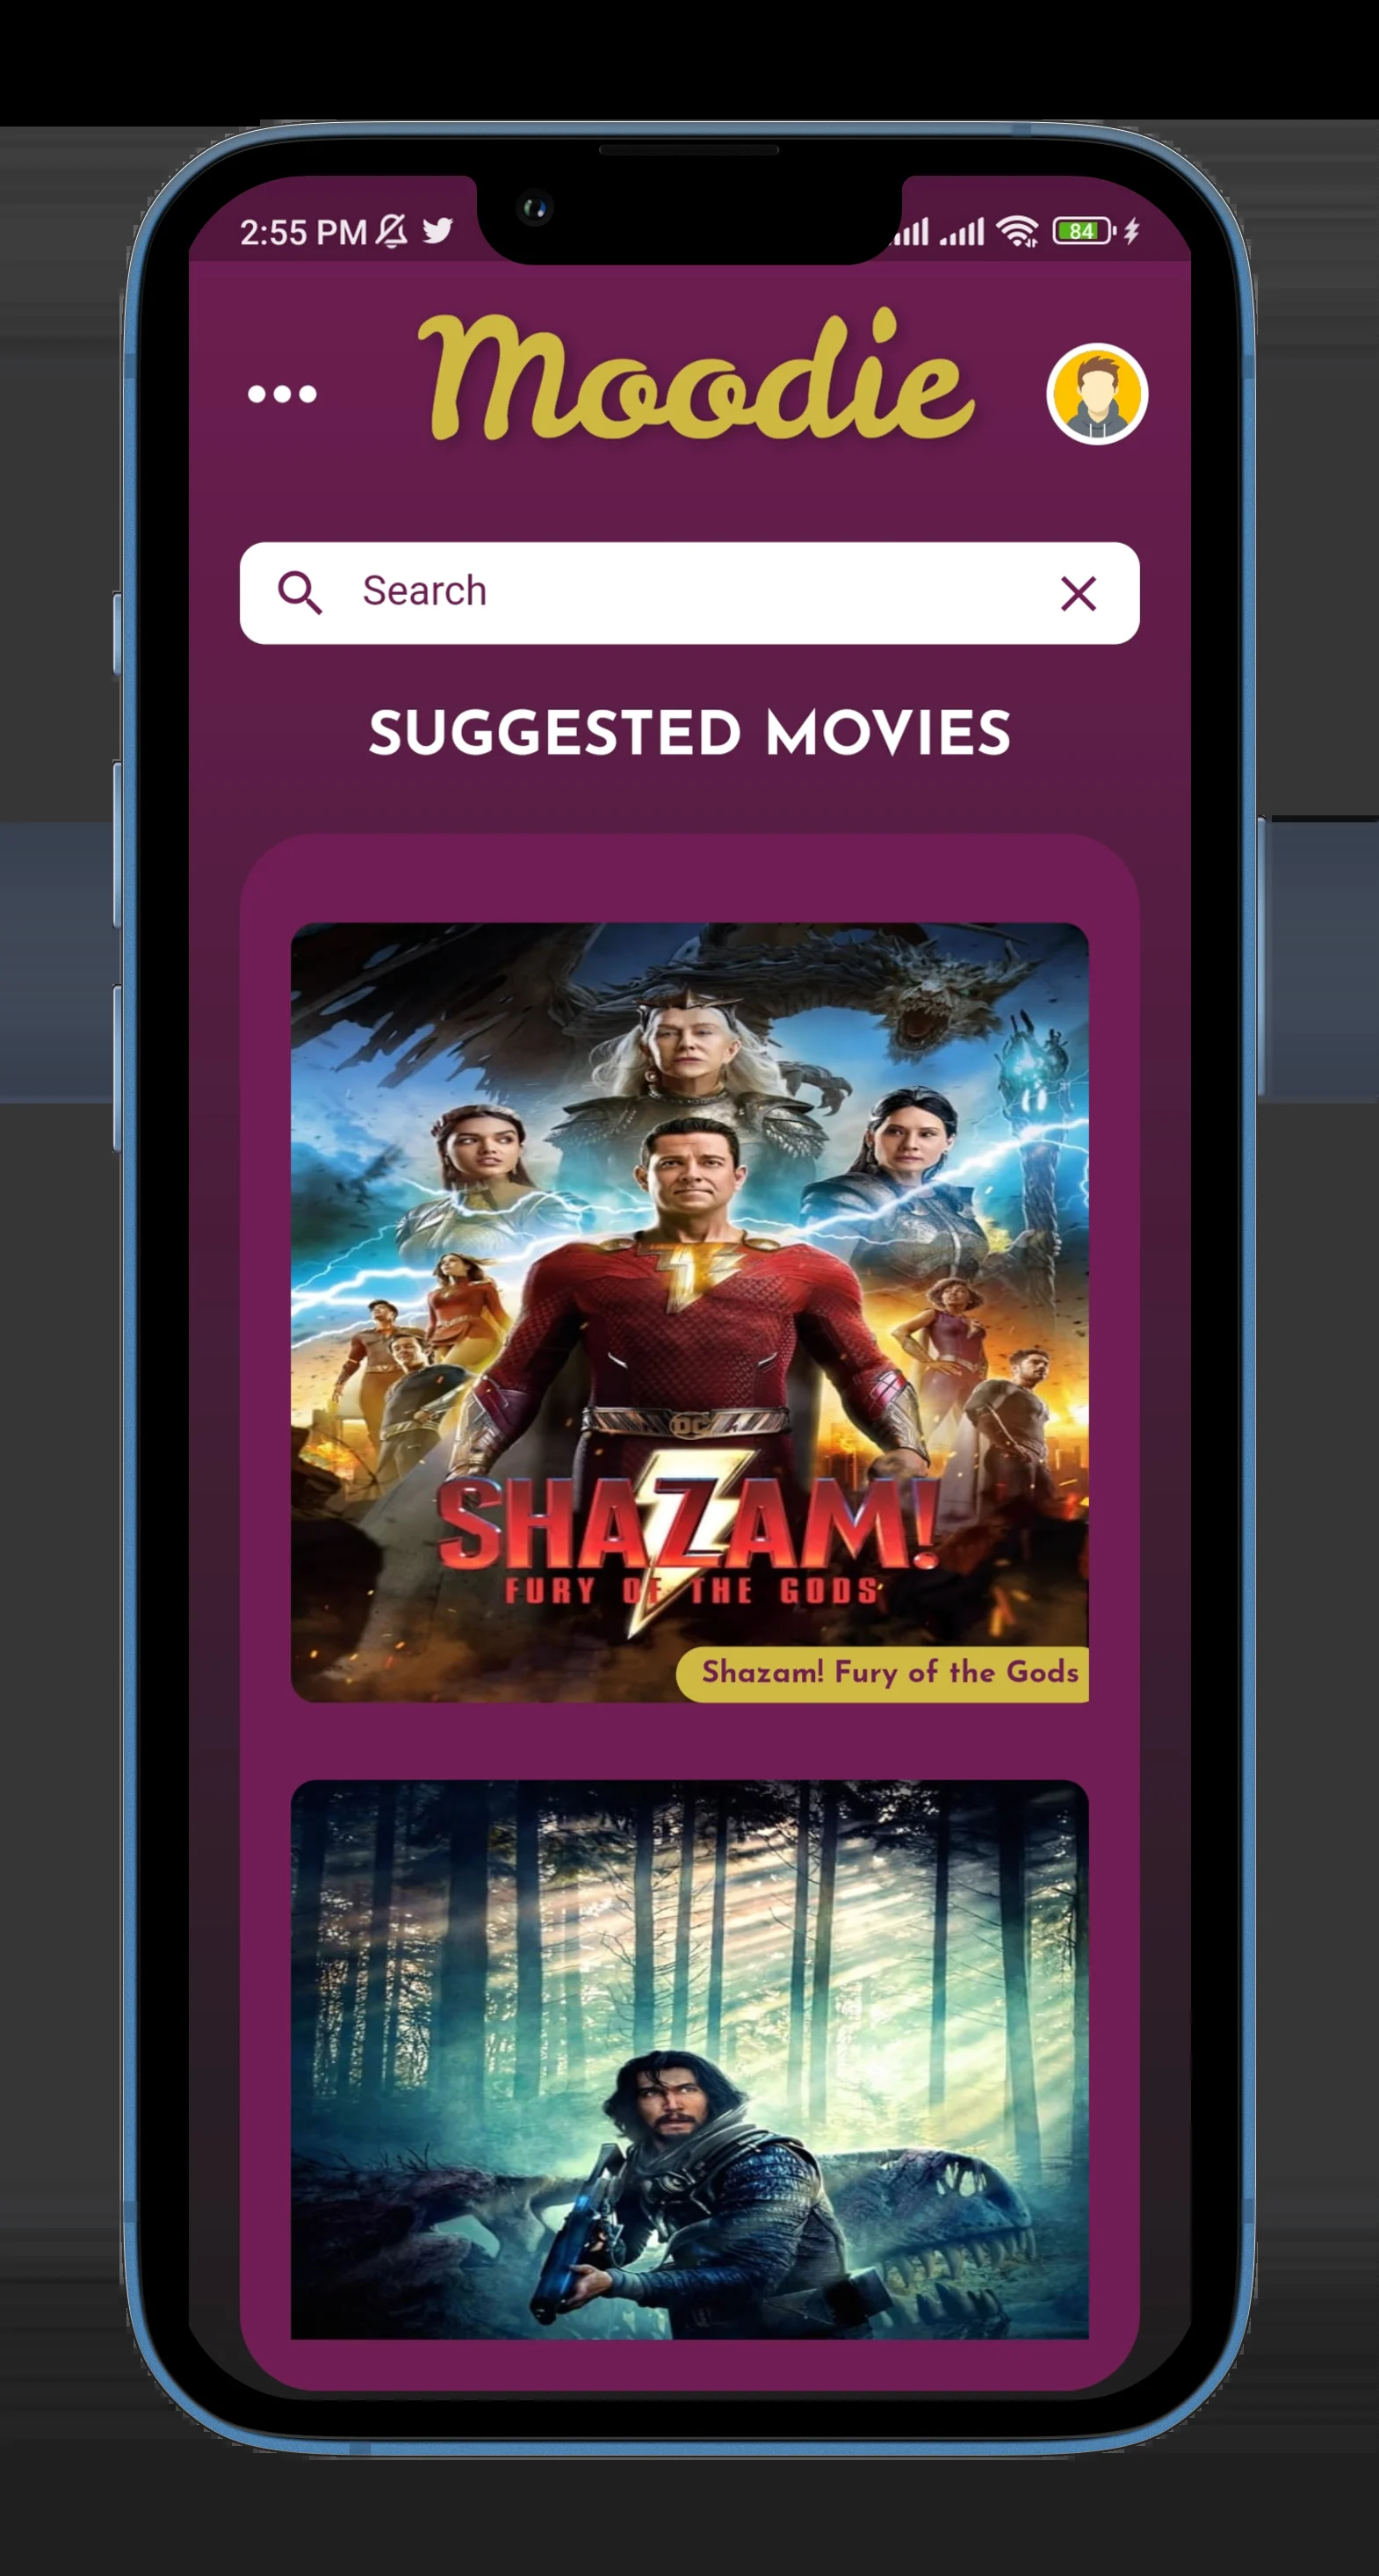 2:55 PM 84
Moodie
Search
SUGGESTED MOVIES
DC
SHAZAM!
FURY OF THE GODS
Shazam! Fury of the Gods